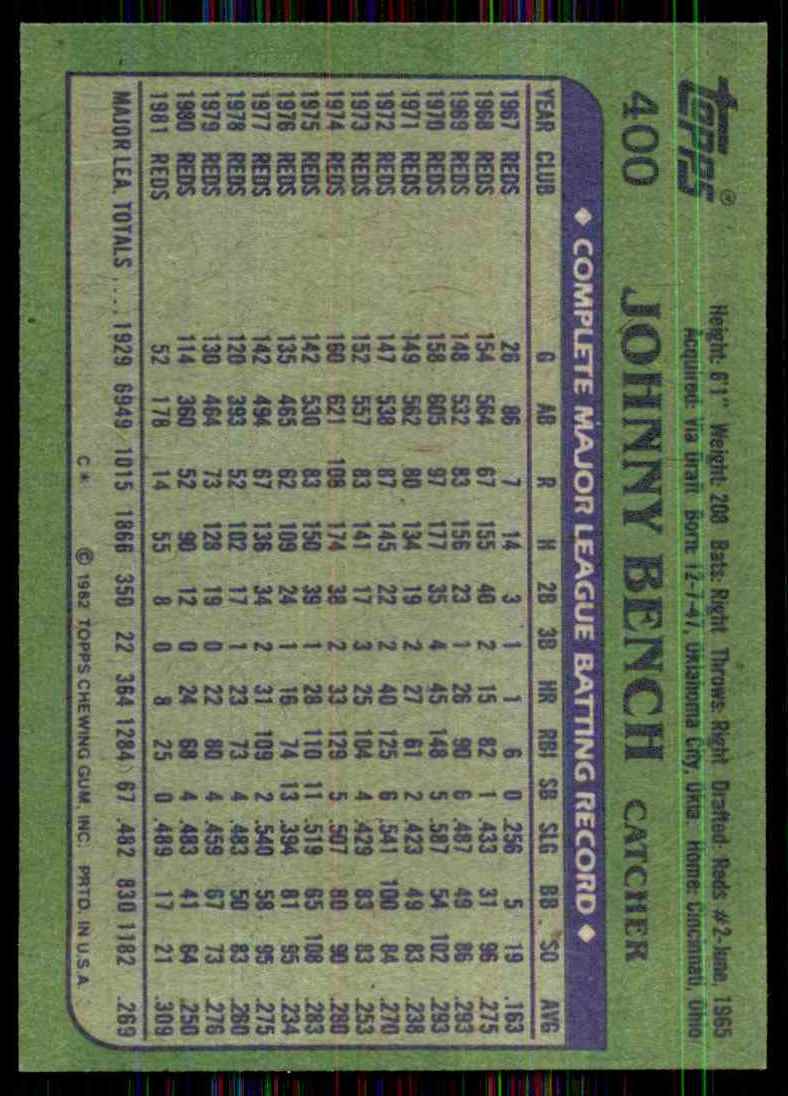 Topps®
Height: 6'1" Weight: 208 Bats: Right Throws: Right Drafted: Reds #2-June, 1965
Acquired: Via Draft Born: 12-7-47, Oklahoma City, Okla. Home: Cincinnati, Ohio
400 JOHNNY BENCH CATCHER
◆ COMPLETE MAJOR LEAGUE BATTING RECORD ◆
YEAR CLUB G AB R H 2B 3B HR RBI SB SLG BB SO AVG
1967 REDS 26 86 7 14 3 1 1 6 0 .256 5 19 .163
1968 REDS 154 564 67 155 40 2 15 82 1 .433 31 96 .275
1969 REDS 148 532 83 156 23 1 26 90 6 .487 49 86 .293
1970 REDS 158 605 97 177 35 4 45 148 5 .587 54 102 .293
1971 REDS 149 562 80 134 19 2 27 61 2 .423 49 83 .238
1972 REDS 147 538 87 145 22 2 40 125 6 .541 100 84 .270
1973 REDS 152 557 83 141 17 3 25 104 4 .429 83 83 .253
1974 REDS 160 621 108 174 38 2 33 129 5 .507 80 90 .280
1975 REDS 142 530 83 150 39 1 28 110 11 .519 65 108 .283
1976 REDS 135 465 62 109 24 1 16 74 13 .394 81 95 .234
1977 REDS 142 494 67 136 34 2 31 109 2 .540 58 95 .275
1978 REDS 120 393 52 102 17 1 23 73 4 .483 50 83 .260
1979 REDS 130 464 73 128 19 0 22 80 4 .459 67 73 .276
1980 REDS 114 360 52 90 12 0 24 68 4 .483 41 64 .250
1981 REDS 52 178 14 55 8 0 8 25 0 .489 17 21 .309
MAJOR LEA. TOTALS.... 1929 6949 1015 1866 350 22 364 1284 67 .482 830 1182 .269
C* © 1982 TOPPS CHEWING GUM, INC. PRTD. IN U.S.A.